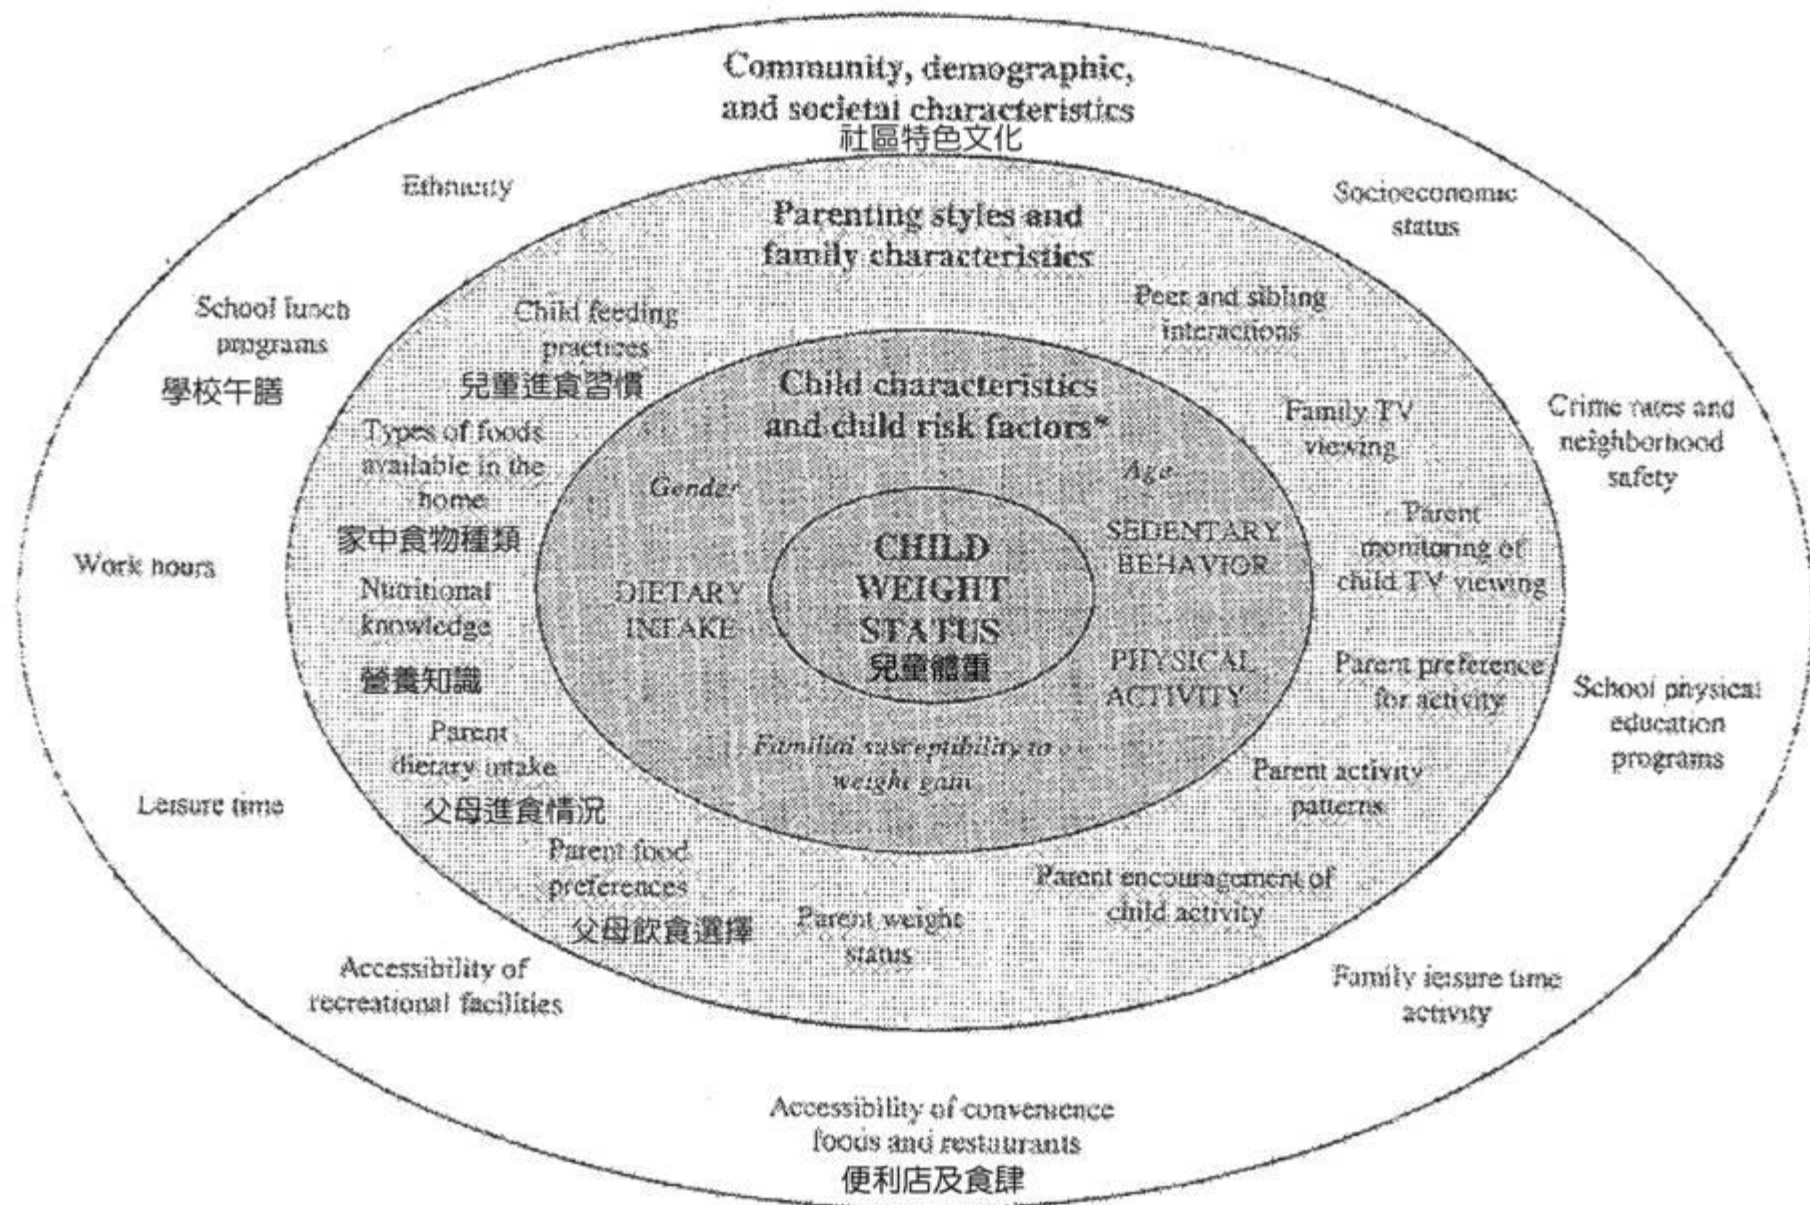 Community, demographic,
and societal characteristics
社區特色文化
Ethnicity
Socioeconomic
status
Parenting styles and
family characteristics
School lunch
programs
學校午膳
Child feeding
practices
兒童進食習慣
Peer and sibling
interactions
Child characteristics
and child risk factors*
Types of foods
available in the
home
家中食物種類
Family TV
viewing
Crime rates and
neighborhood
safety
Gender
Age
CHILD
WEIGHT
STATUS
兒童體重
SEDENTARY
BEHAVIOR
Parent
monitoring of
child TV viewing
Work hours
Nutritional
knowledge
營養知識
DIETARY
INTAKE
PHYSICAL
ACTIVITY
Parent preference
for activity
School physical
education
programs
Parent
dietary intake
父母進食情況
Familial susceptibility to
weight gain
Parent activity
patterns
Leisure time
Parent food
preferences
父母飲食選擇
Parent weight
status
Parent encouragement of
child activity
Accessibility of
recreational facilities
Family leisure time
activity
Accessibility of convenience
foods and restaurants
便利店及食肆